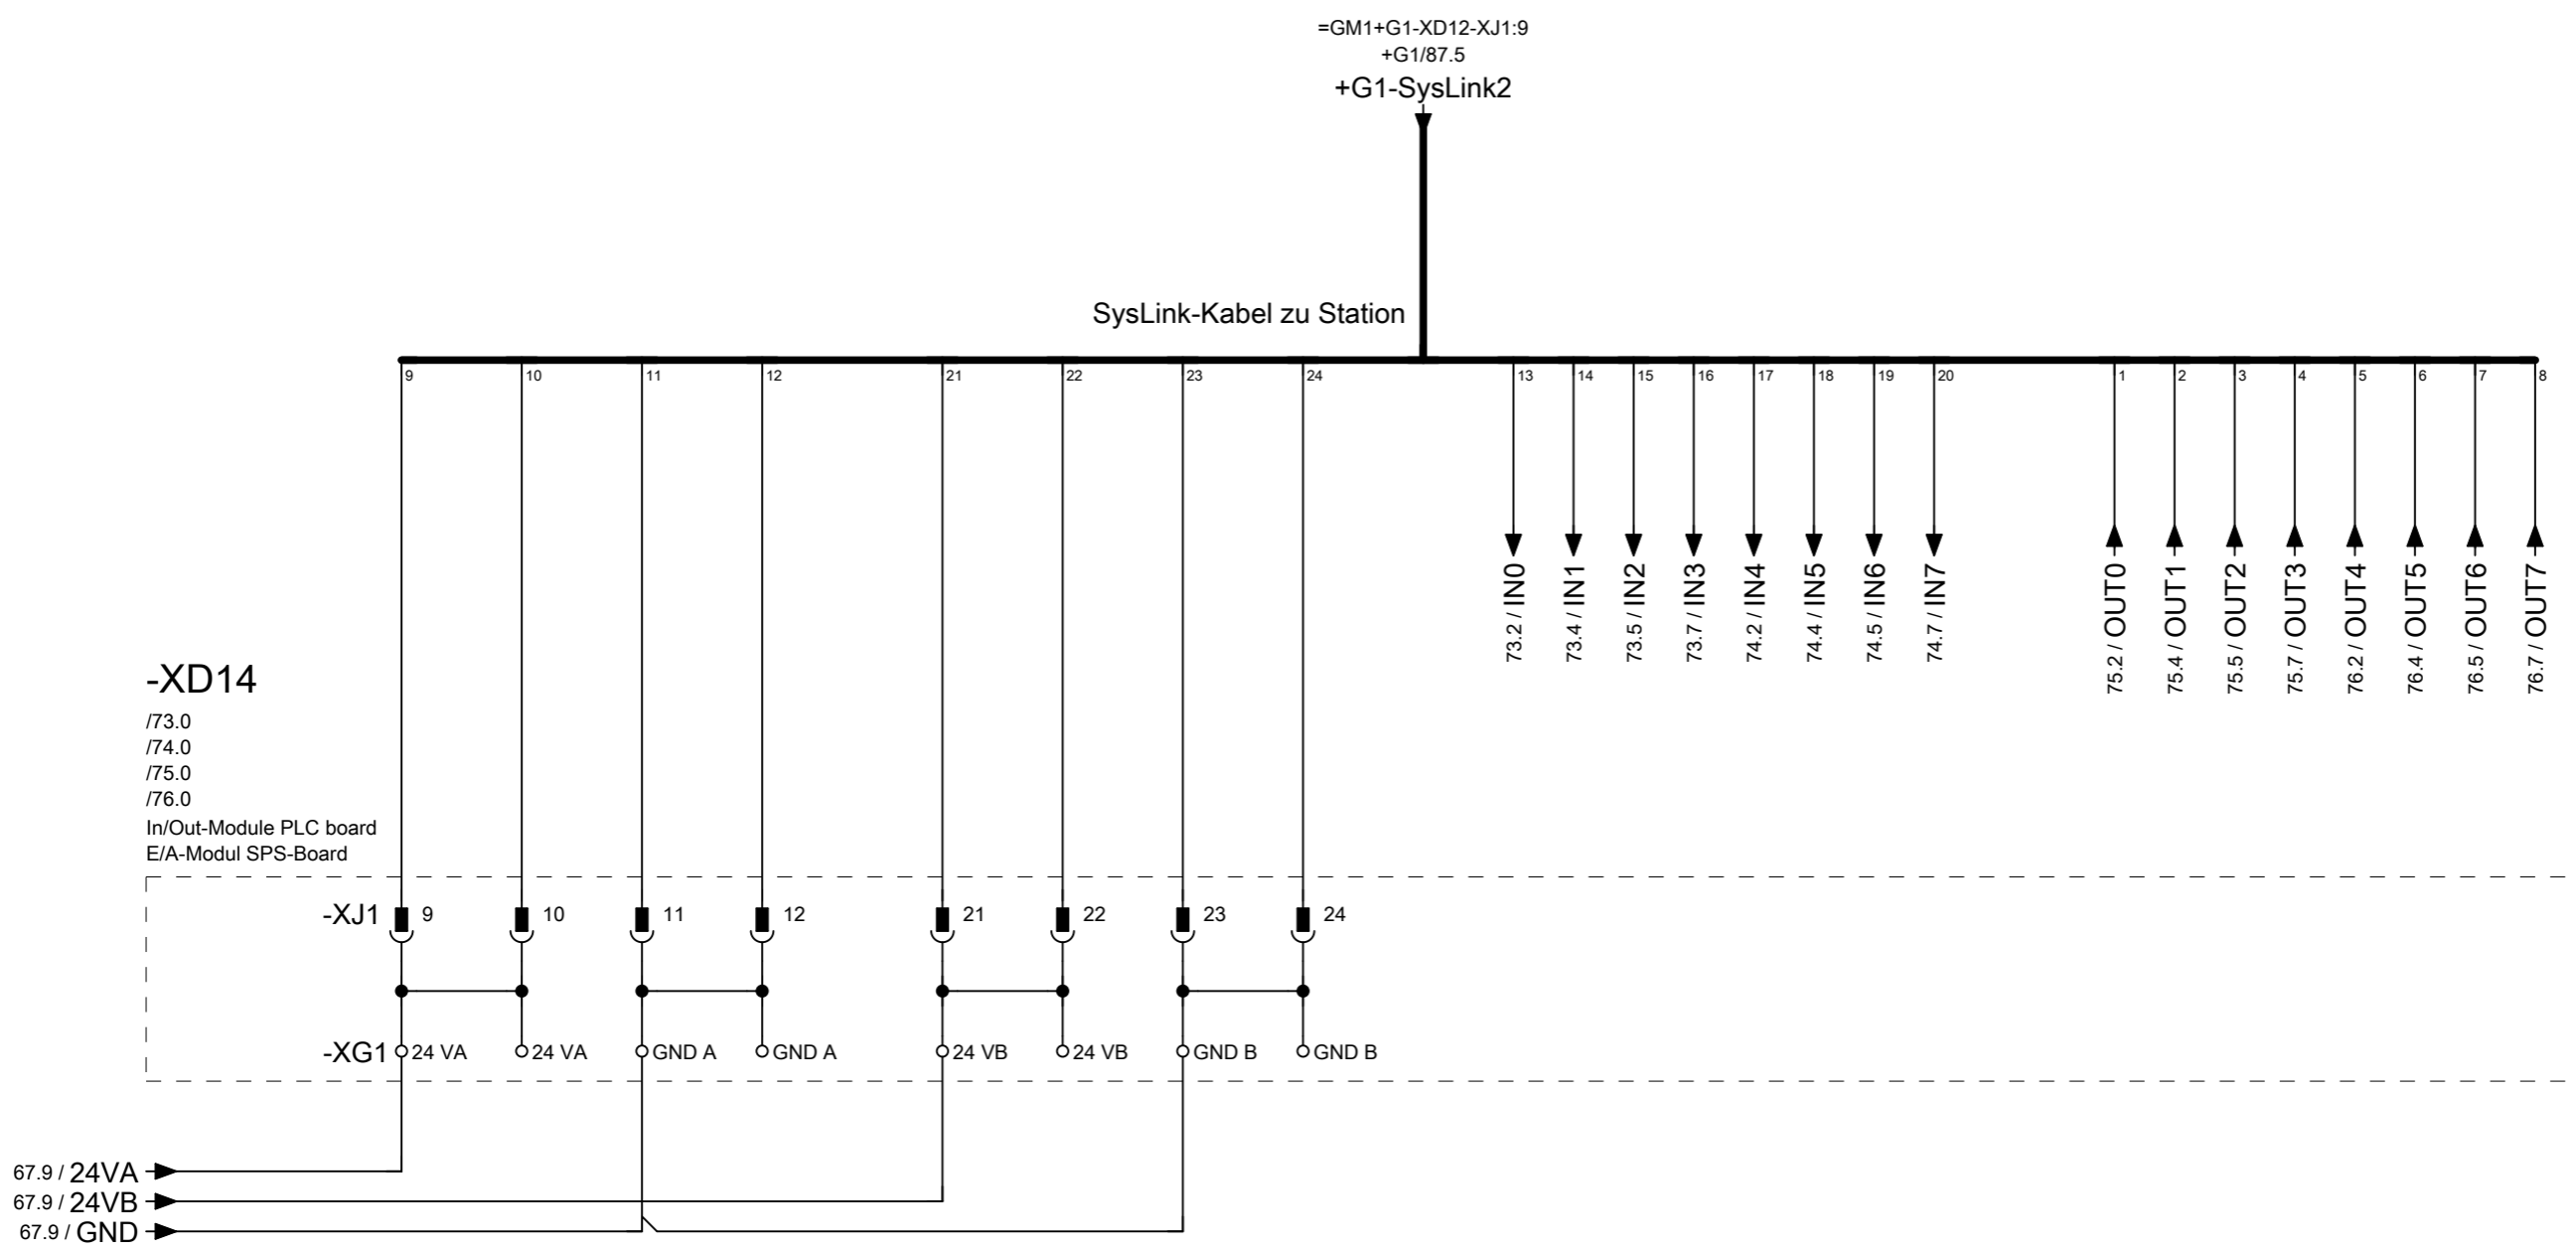 =GM1+G1-XD12-XJ1:9
+G1/87.5
+G1-SysLink2
SysLink-Kabel zu Station
9 10 11 12 21 22 23 24 13 14 15 16 17 18 19 20 1 2 3 4 5 6 7 8
73.2 / IN0
73.4 / IN1
73.5 / IN2
73.7 / IN3
74.2 / IN4
74.4 / IN5
74.5 / IN6
74.7 / IN7
75.2 / OUT0
75.4 / OUT1
75.5 / OUT2
75.7 / OUT3
76.2 / OUT4
76.4 / OUT5
76.5 / OUT6
76.7 / OUT7
-XD14
/73.0
/74.0
/75.0
/76.0
In/Out-Module PLC board
E/A-Modul SPS-Board
-XJ1 9 10 11 12 21 22 23 24
-XG1 24 VA 24 VA GND A GND A 24 VB 24 VB GND B GND B
67.9 / 24VA
67.9 / 24VB
67.9 / GND